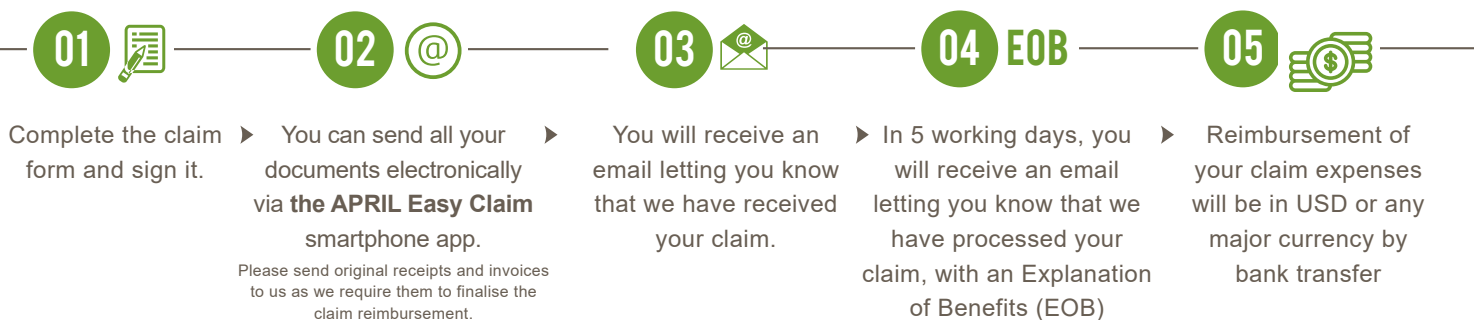 01
Complete the claim
form and sign it.
02
@
You can send all your
documents electronically
via the APRIL Easy Claim
smartphone app.
Please send original receipts and invoices
to us as we require them to finalise the
claim reimbursement.
03
@
You will receive an
email letting you know
that we have received
your claim.
04 EOB
In 5 working days, you
will receive an email
letting you know that we
have processed your
claim, with an Explanation
of Benefits (EOB)
05
$
Reimbursement of
your claim expenses
will be in USD or any
major currency by
bank transfer